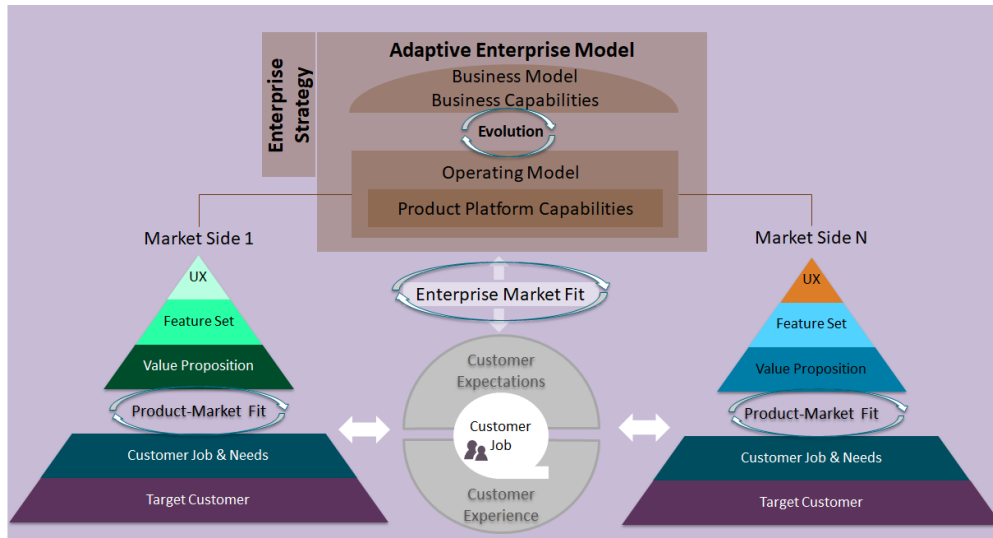 Enterprise
Strategy
Adaptive Enterprise Model
Business Model
Business Capabilities
Evolution
Operating Model
Product Platform Capabilities
Market Side 1
UX
Feature Set
Value Proposition
Product-Market Fit
Customer Job & Needs
Target Customer
Enterprise Market Fit
Customer
Expectations
Customer
Job
Customer
Experience
Market Side N
UX
Feature Set
Value Proposition
Product-Market Fit
Customer Job & Needs
Target Customer